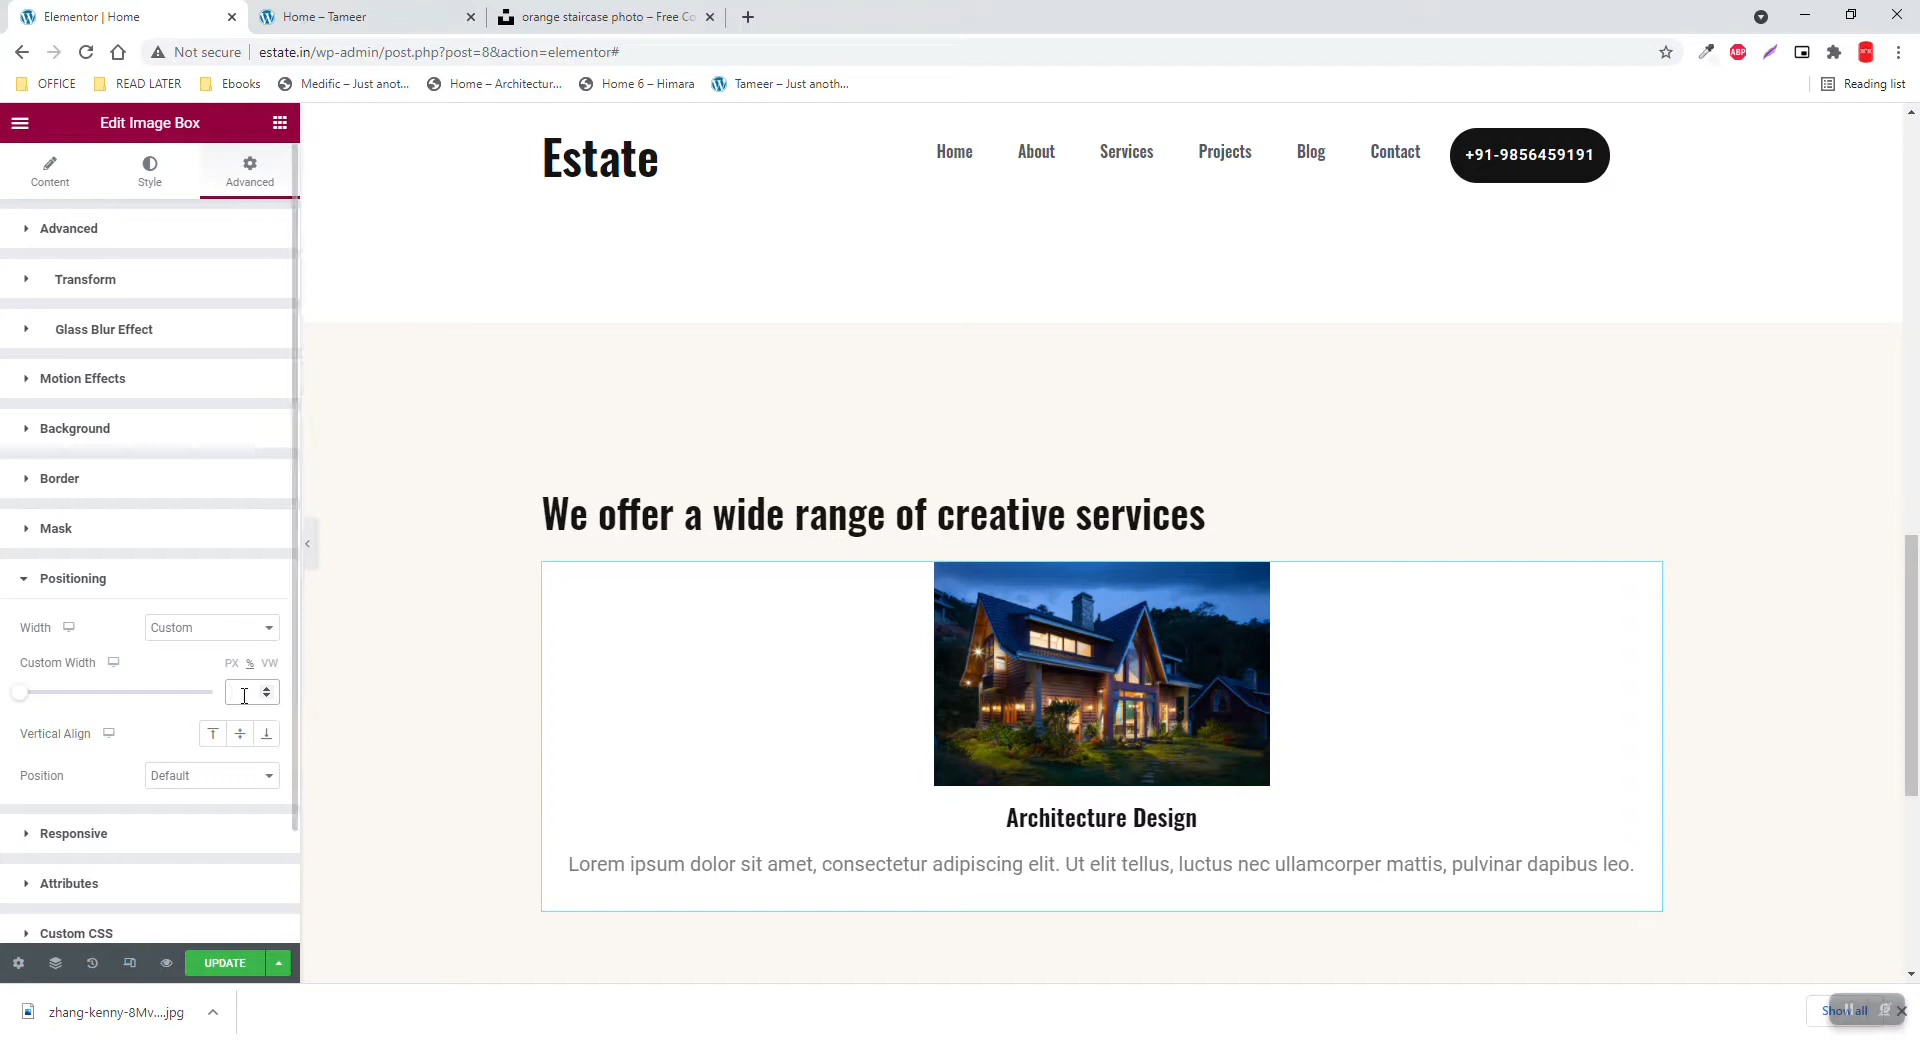 Elementor | Home
Home – Tameer
orange staircase photo – Free Co
Not secure
estate.in/wp-admin/post.php?post=8&action=elementor#
ABP
OFFICE
READ LATER
Ebooks
Medific – Just anot...
Home – Architectur...
Home 6 – Himara
Tameer – Just anoth...
Reading list
Edit Image Box
Content
Style
Advanced
Advanced
Transform
Glass Blur Effect
Motion Effects
Background
Border
Mask
Positioning
Width
Custom
Custom Width
PX % VW
Vertical Align
Position
Default
Responsive
Attributes
Custom CSS
UPDATE
Estate
Home
About
Services
Projects
Blog
Contact
+91-9856459191
We offer a wide range of creative services
Architecture Design
Lorem ipsum dolor sit amet, consectetur adipiscing elit. Ut elit tellus, luctus nec ullamcorper mattis, pulvinar dapibus leo.
zhang-kenny-8Mv....jpg
Show all